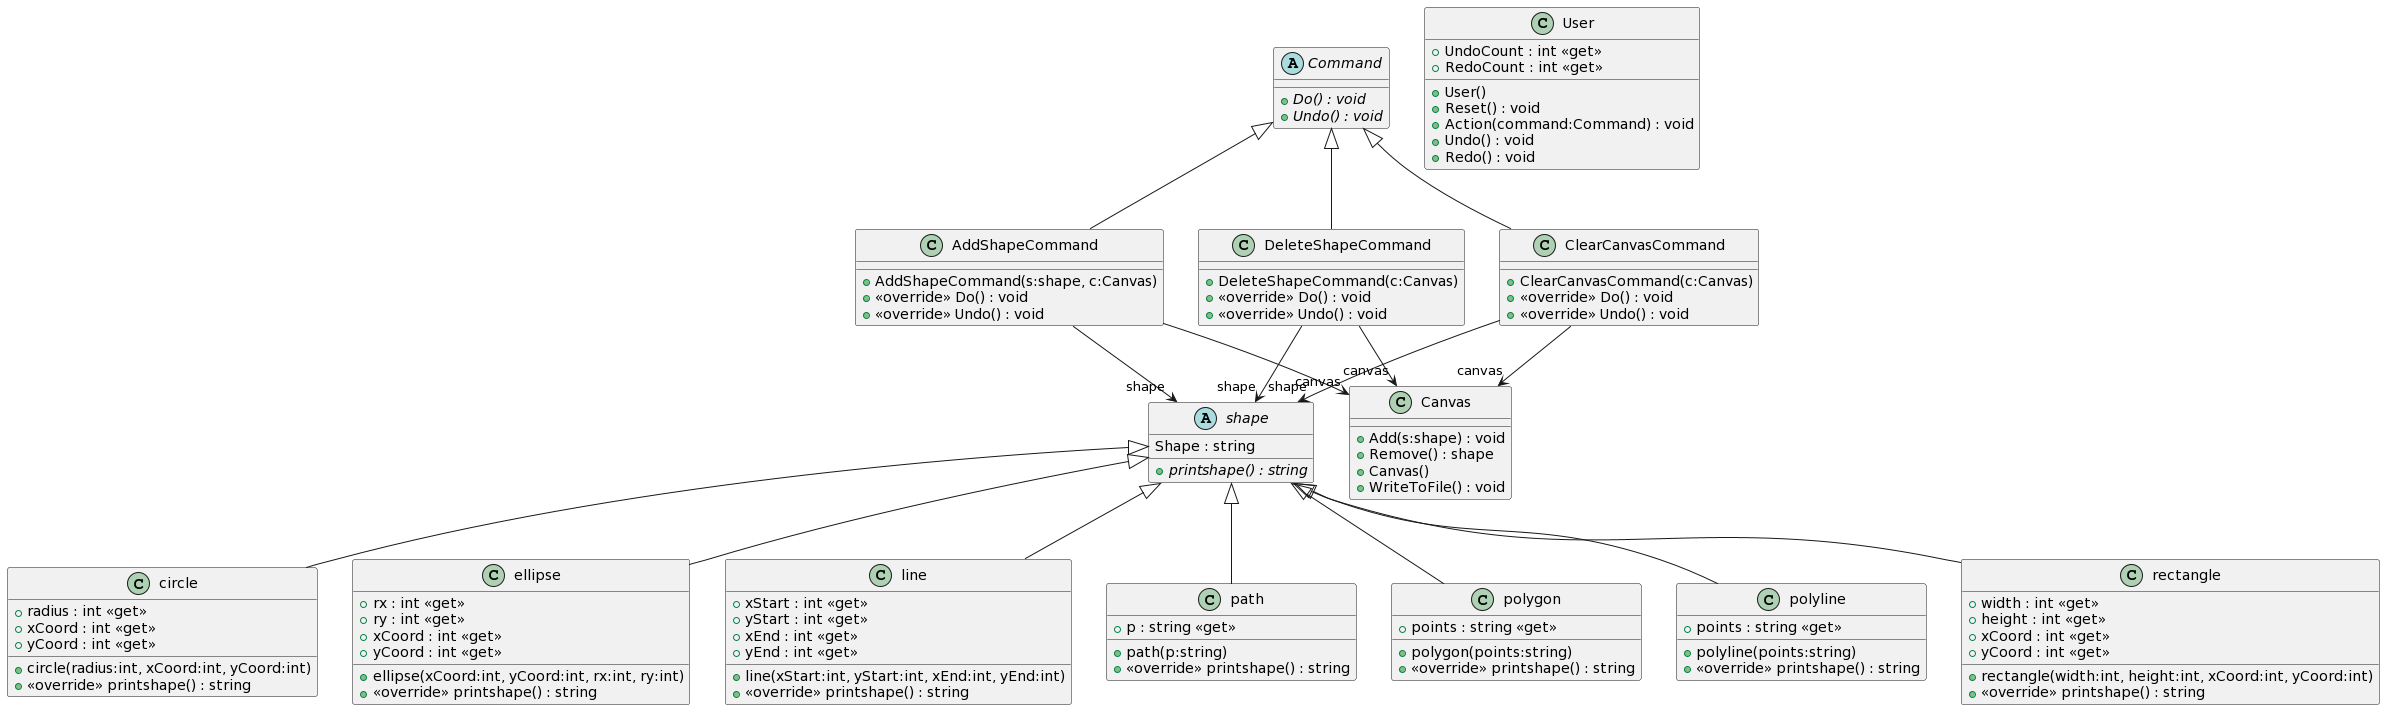 User
UndoCount : int «get»
RedoCount : int «get»
User()
Reset() : void
Action(command:Command) : void
Undo() : void
Redo() : void
Command
Do() : void
Undo() : void
AddShapeCommand
AddShapeCommand(s:shape, c:Canvas)
«override» Do() : void
«override» Undo() : void
DeleteShapeCommand
DeleteShapeCommand(c:Canvas)
«override» Do() : void
«override» Undo() : void
ClearCanvasCommand
ClearCanvasCommand(c:Canvas)
«override» Do() : void
«override» Undo() : void
shape
shape
shape
canvas
canvas
canvas
shape
Shape : string
printshape() : string
Canvas
Add(s:shape) : void
Remove() : shape
Canvas()
WriteToFile() : void
circle
radius : int «get»
xCoord : int «get»
yCoord : int «get»
circle(radius:int, xCoord:int, yCoord:int)
«override» printshape() : string
ellipse
rx : int «get»
ry : int «get»
xCoord : int «get»
yCoord : int «get»
ellipse(xCoord:int, yCoord:int, rx:int, ry:int)
«override» printshape() : string
line
xStart : int «get»
yStart : int «get»
xEnd : int «get»
yEnd : int «get»
line(xStart:int, yStart:int, xEnd:int, yEnd:int)
«override» printshape() : string
path
p : string «get»
path(p:string)
«override» printshape() : string
polygon
points : string «get»
polygon(points:string)
«override» printshape() : string
polyline
points : string «get»
polyline(points:string)
«override» printshape() : string
rectangle
width : int «get»
height : int «get»
xCoord : int «get»
yCoord : int «get»
rectangle(width:int, height:int, xCoord:int, yCoord:int)
«override» printshape() : string